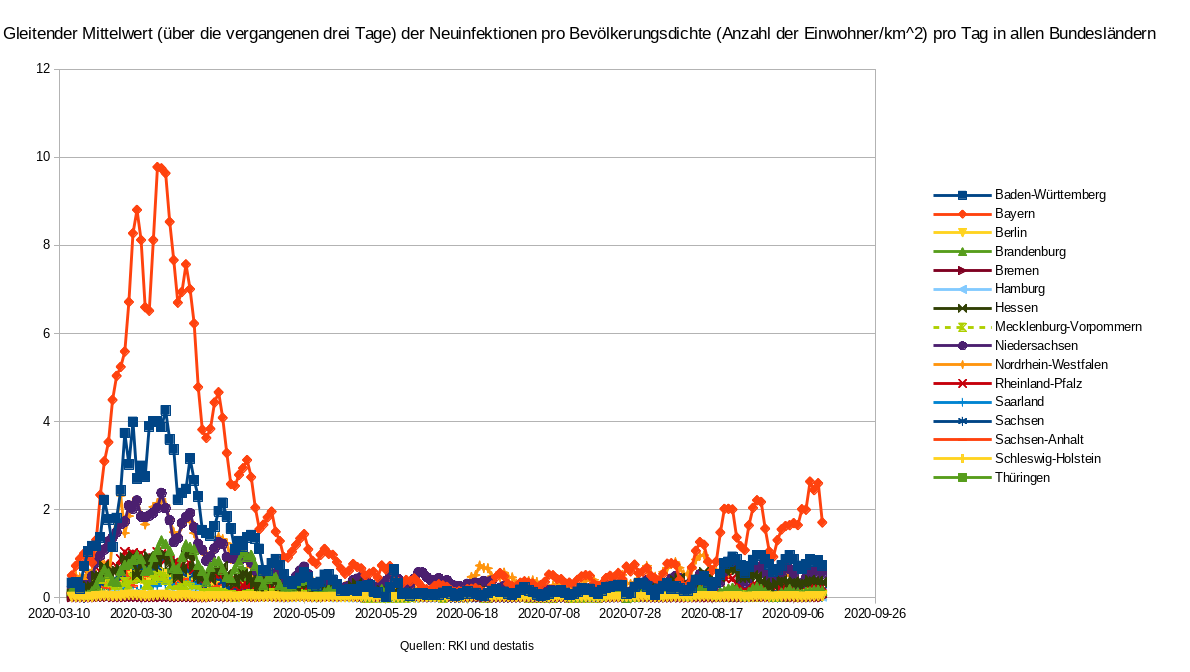 Gleitender Mittelwert (über die vergangenen drei Tage) der Neuinfektionen pro Bevölkerungsdichte (Anzahl der Einwohner/km^2) pro Tag in allen Bundesländern
12
10
8
6
4
2
0
2020-03-10 2020-03-30 2020-04-19 2020-05-09 2020-05-29 2020-06-18 2020-07-08 2020-07-28 2020-08-17 2020-09-06 2020-09-26
Baden-Württemberg
Bayern
Berlin
Brandenburg
Bremen
Hamburg
Hessen
Mecklenburg-Vorpommern
Niedersachsen
Nordrhein-Westfalen
Rheinland-Pfalz
Saarland
Sachsen
Sachsen-Anhalt
Schleswig-Holstein
Thüringen
Quellen: RKI und destatis